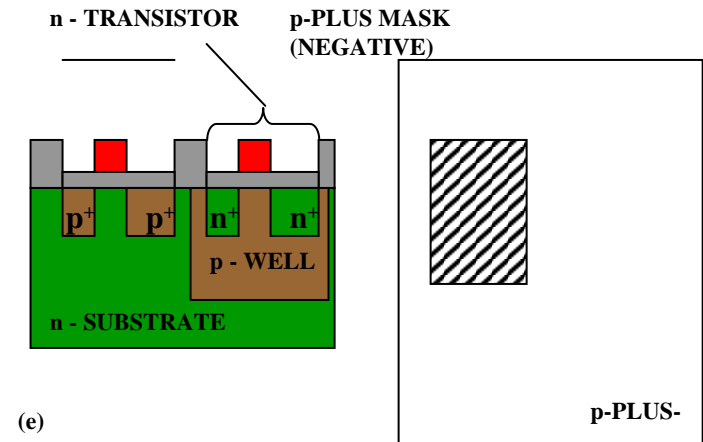 n - TRANSISTOR
p-PLUS MASK
(NEGATIVE)
p+ p+ n+ n+
p - WELL
n - SUBSTRATE
(e)
p-PLUS-